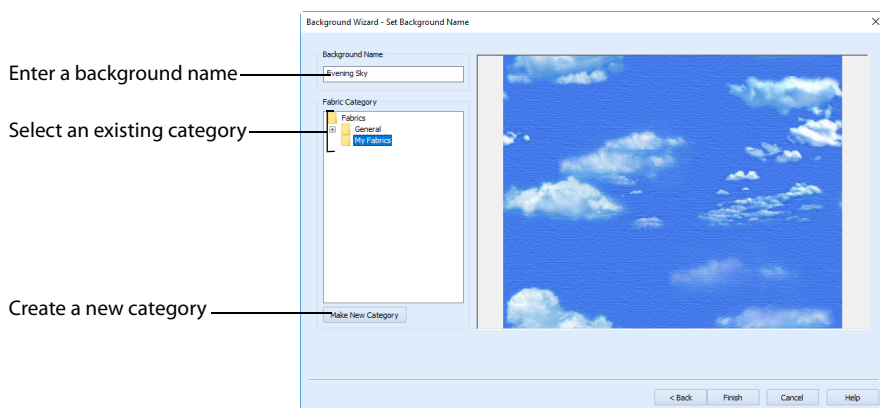 Background Wizard - Set Background Name
Background Name
Enter a background name
Evening Sky
Fabric Category
Select an existing category
Fabrics
General
My Fabrics
Create a new category
Make New Category
< Back
Finish
Cancel
Help